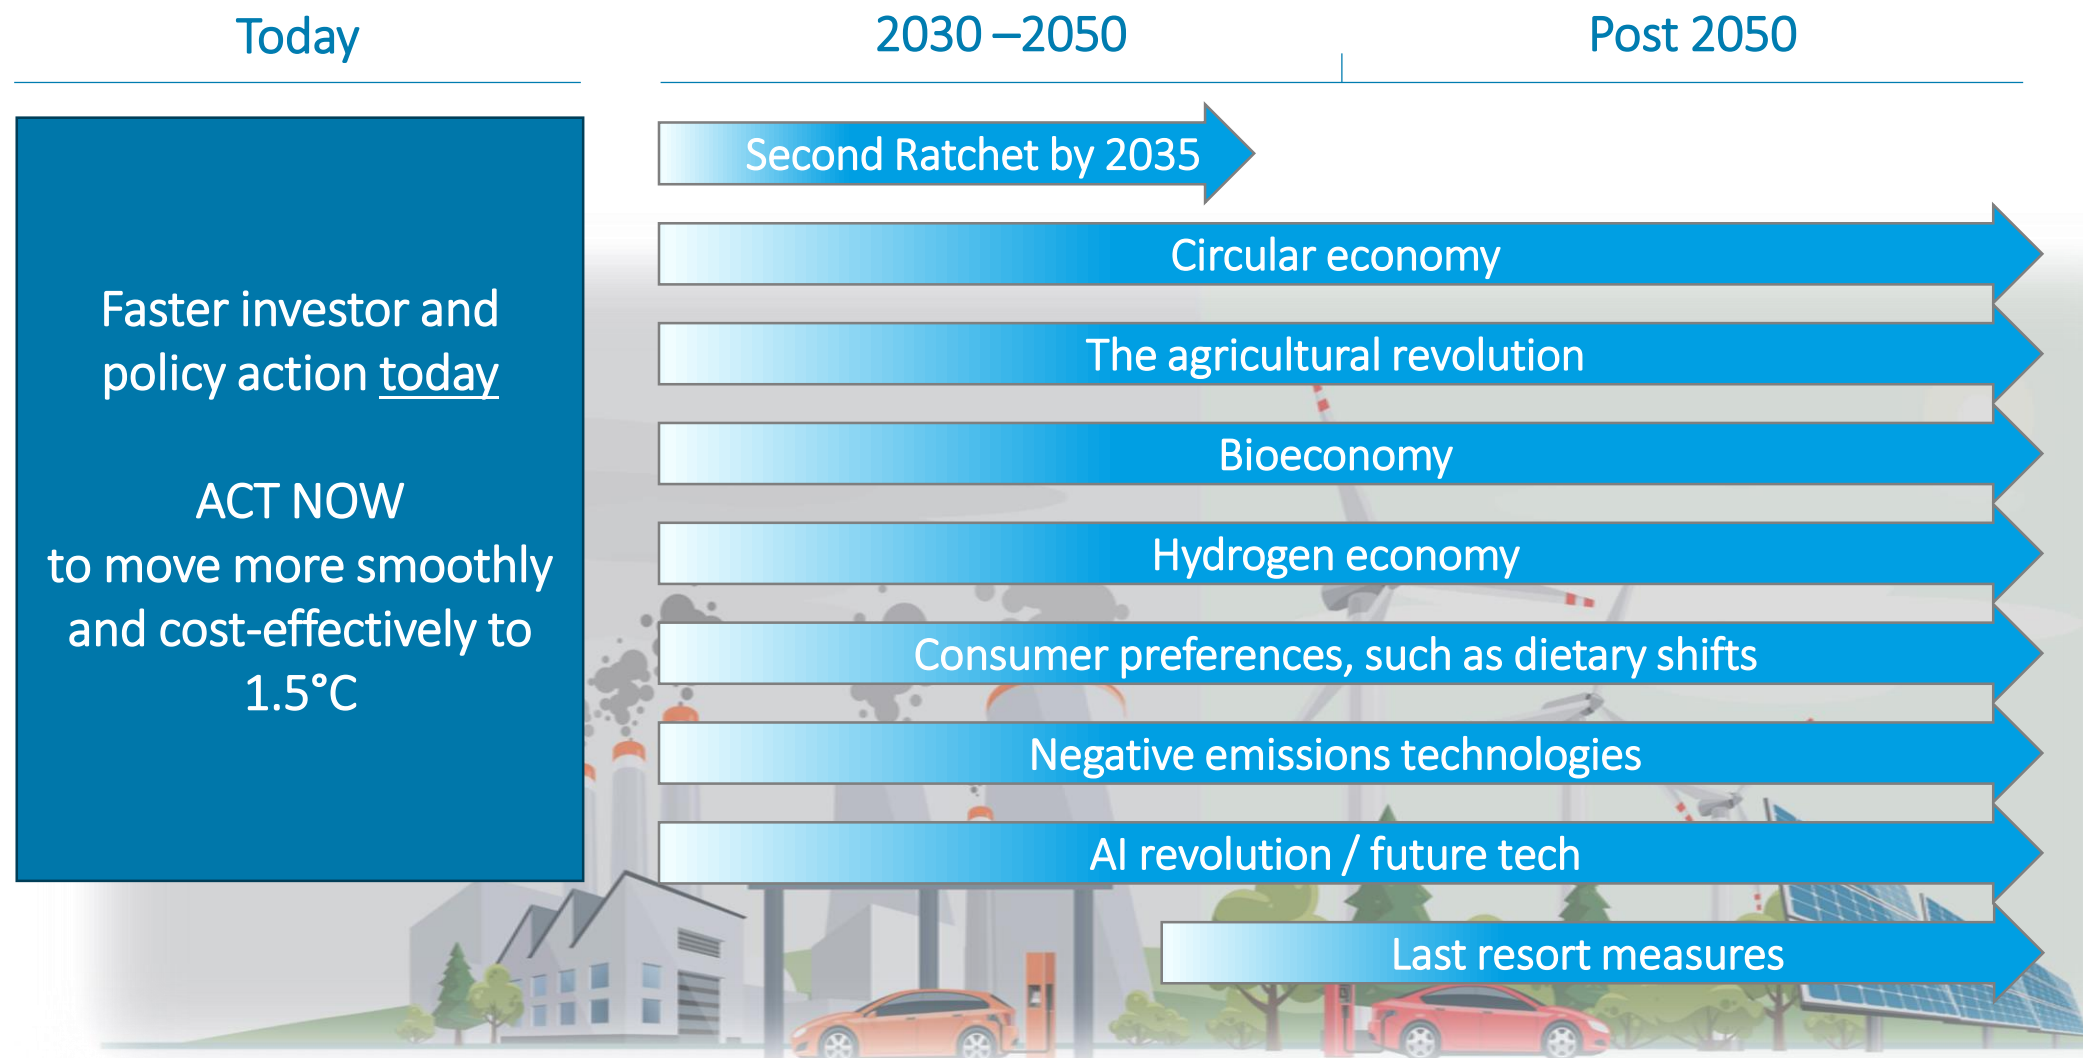 Today
2030 –2050
Post 2050
Faster investor and
policy action today
ACT NOW
to move more smoothly
and cost-effectively to
1.5°C
Second Ratchet by 2035
Circular economy
The agricultural revolution
Bioeconomy
Hydrogen economy
Consumer preferences, such as dietary shifts
Negative emissions technologies
AI revolution / future tech
Last resort measures